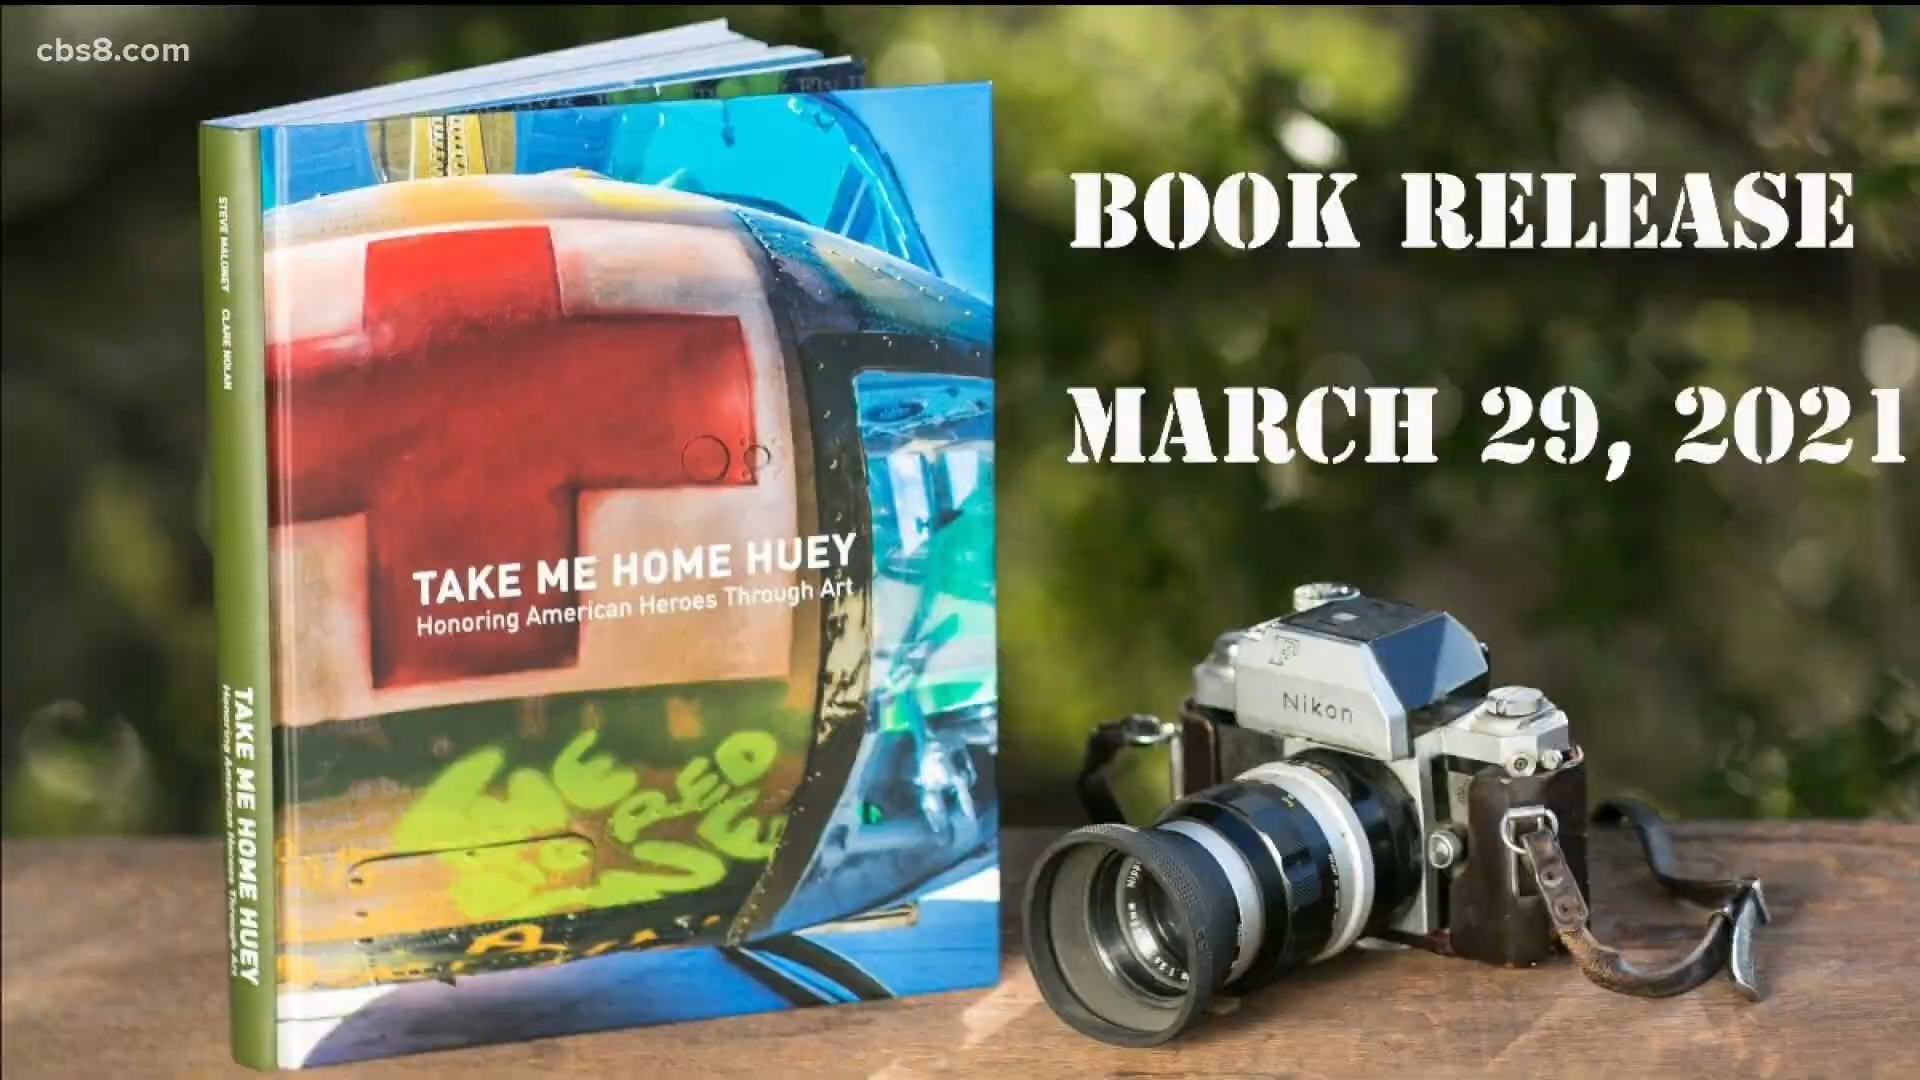 cbs8.com
BOOK RELEASE
MARCH 29, 2021
STEVE MALONEY CLARE NOLAN
TAKE ME HOME HUEY
Honoring American Heroes Through Art
TAKE ME HOME HUEY
Honoring American Heroes Through Art
Nikon
F